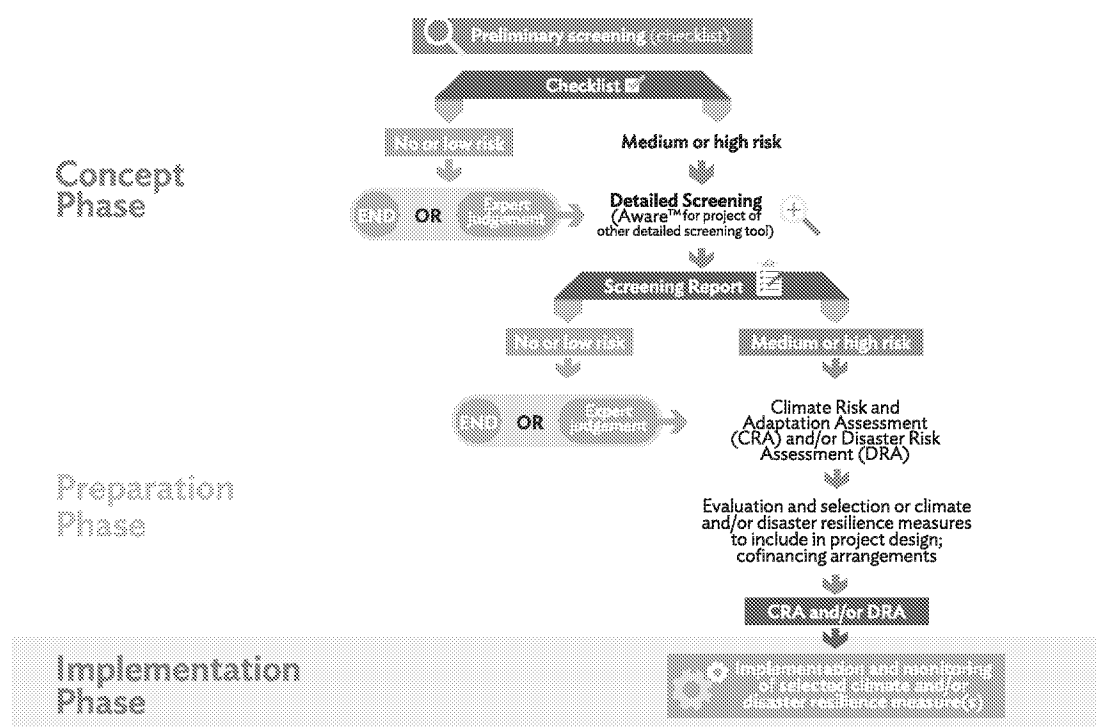 Preliminary screening (checklist)
Checklist
No or low risk
Medium or high risk
Concept
Phase
END OR Expert
judgement
Detailed Screening
(Aware™ for project of
other detailed screening tool)
Screening Report
No or low risk
Medium or high risk
END OR Expert
judgement
Climate Risk and
Adaptation Assessment
(CRA) and/or Disaster Risk
Assessment (DRA)
Preparation
Phase
Evaluation and selection or climate
and/or disaster resilience measures
to include in project design;
cofinancing arrangements
CRA and/or DRA
Implementation
Phase
Implementation and monitoring
of selected climate and/or
disaster resilience measure(s)